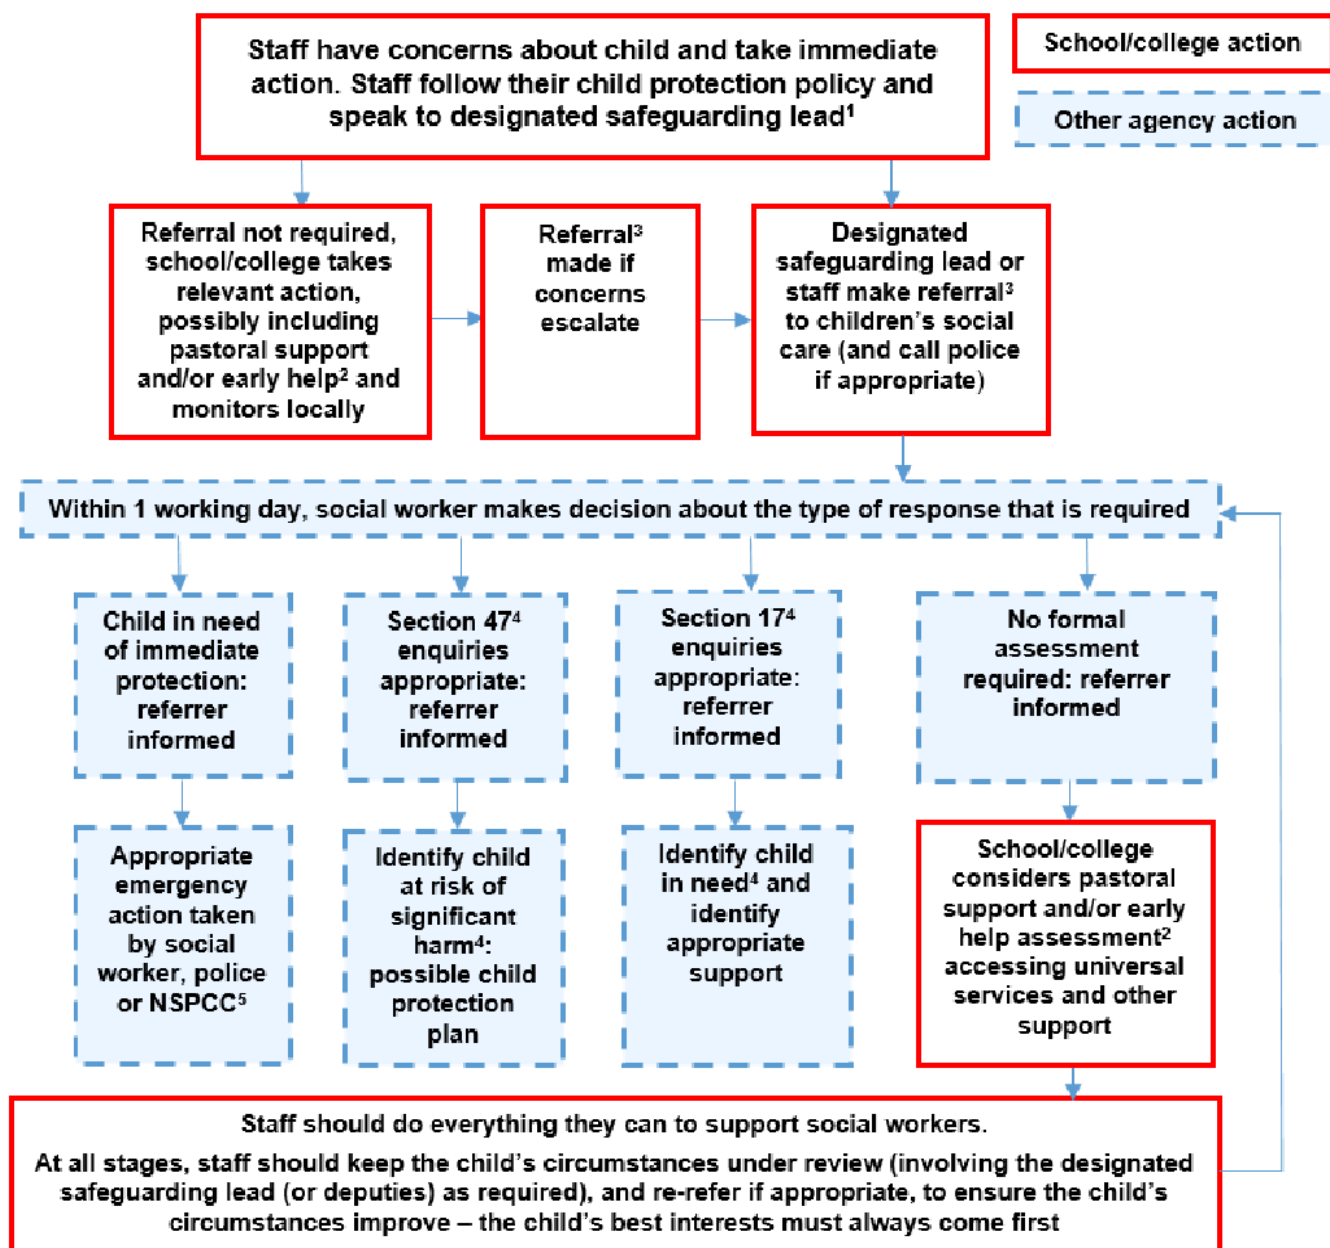 Staff have concerns about child and take immediate
action. Staff follow their child protection policy and
speak to designated safeguarding lead¹
School/college action
Other agency action
Referral not required,
school/college takes
relevant action,
possibly including
pastoral support
and/or early help² and
monitors locally
Referral³
made if
concerns
escalate
Designated
safeguarding lead or
staff make referral³
to children’s social
care (and call police
if appropriate)
Within 1 working day, social worker makes decision about the type of response that is required
Child in need
of immediate
protection:
referrer
informed
Section 47⁴
enquiries
appropriate:
referrer
informed
Section 17⁴
enquiries
appropriate:
referrer
informed
No formal
assessment
required: referrer
informed
Appropriate
emergency
action taken
by social
worker, police
or NSPCC⁵
Identify child
at risk of
significant
harm⁴:
possible child
protection
plan
Identify child
in need⁴ and
identify
appropriate
support
School/college
considers pastoral
support and/or early
help assessment²
accessing universal
services and other
support
Staff should do everything they can to support social workers.
At all stages, staff should keep the child’s circumstances under review (involving the designated
safeguarding lead (or deputies) as required), and re-refer if appropriate, to ensure the child’s
circumstances improve – the child’s best interests must always come first